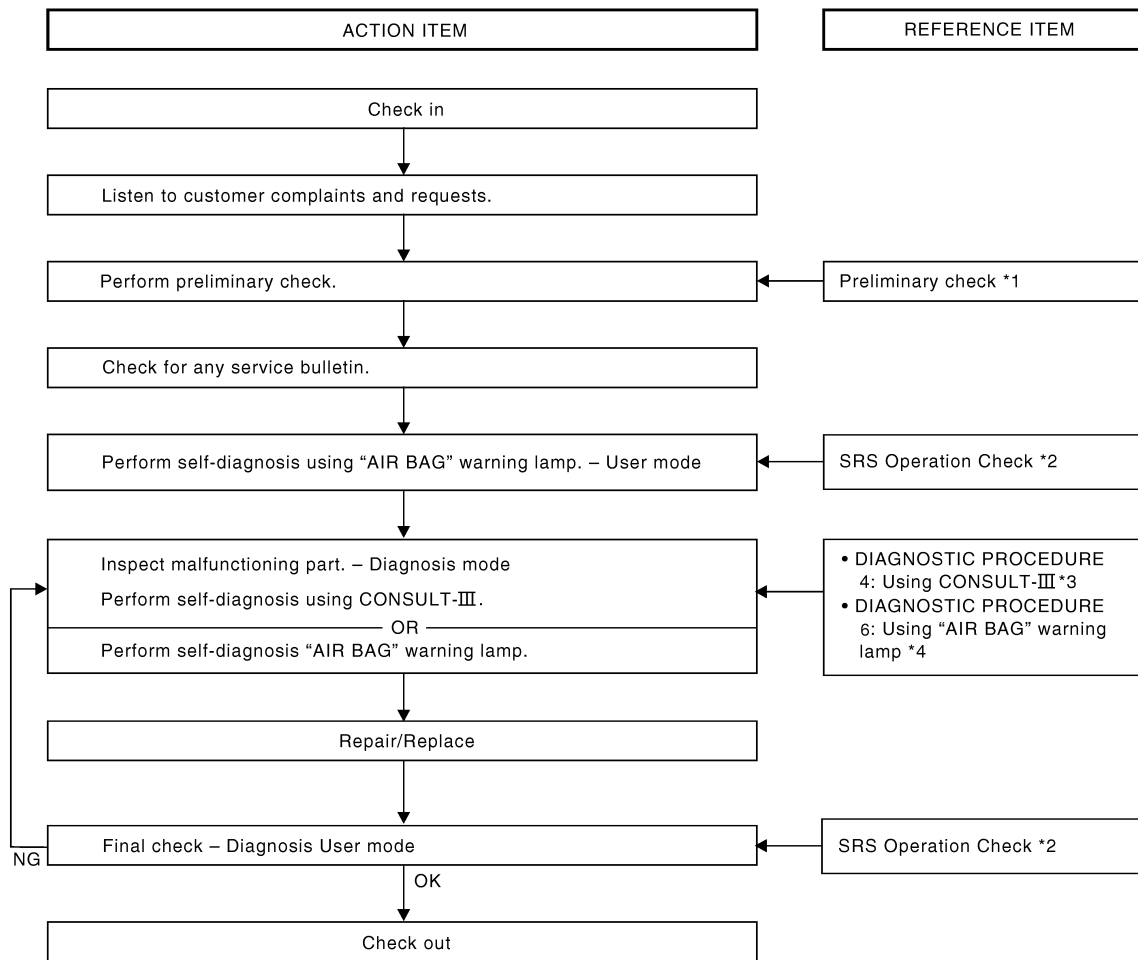 ACTION ITEM
REFERENCE ITEM
Check in
Listen to customer complaints and requests.
Perform preliminary check.
Preliminary check *1
Check for any service bulletin.
Perform self-diagnosis using “AIR BAG” warning lamp. – User mode
SRS Operation Check *2
Inspect malfunctioning part. – Diagnosis mode
Perform self-diagnosis using CONSULT-III.
OR
Perform self-diagnosis “AIR BAG” warning lamp.
• DIAGNOSTIC PROCEDURE
4: Using CONSULT-III *3
• DIAGNOSTIC PROCEDURE
6: Using “AIR BAG” warning
lamp *4
Repair/Replace
Final check – Diagnosis User mode
SRS Operation Check *2
NG
OK
Check out